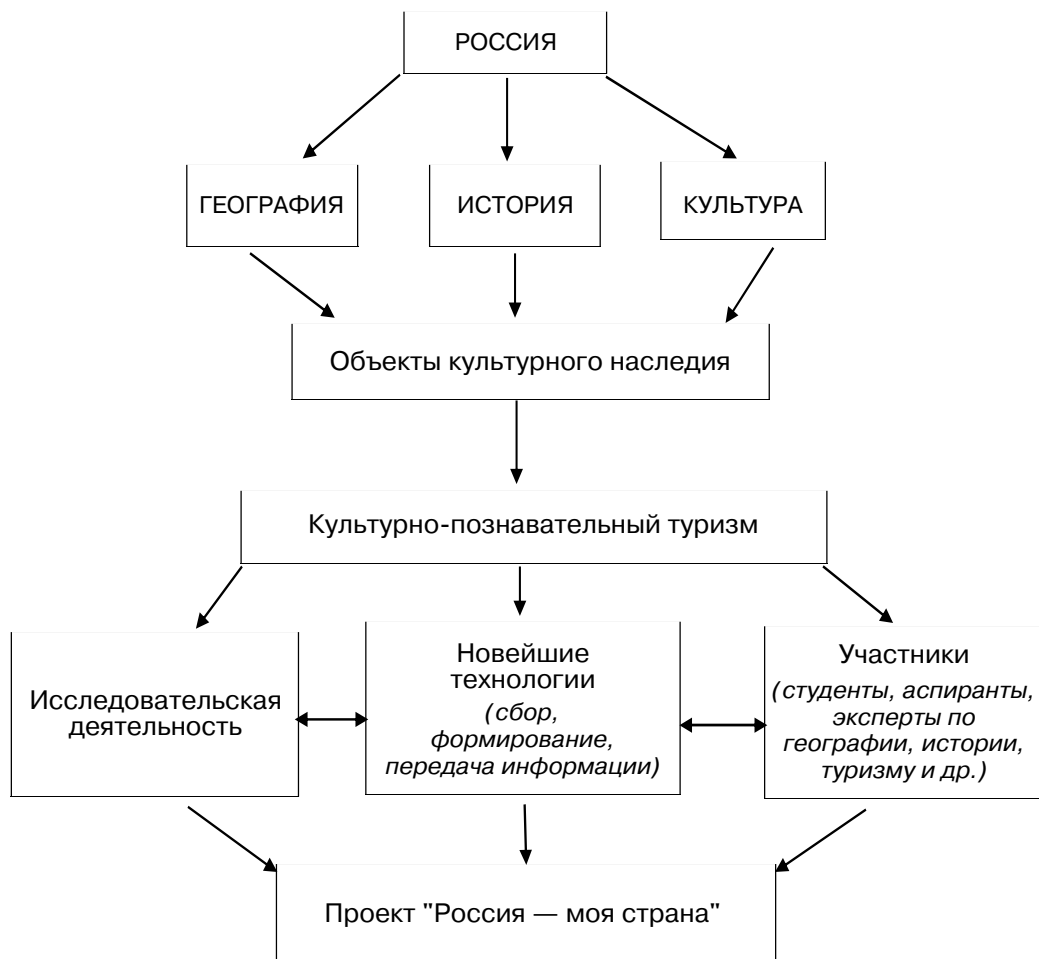 РОССИЯ
ГЕОГРАФИЯ
ИСТОРИЯ
КУЛЬТУРА
Объекты культурного наследия
Культурно-познавательный туризм
Исследовательская
деятельность
Новейшие
технологии
(сбор,
формирование,
передача информации)
Участники
(студенты, аспиранты,
эксперты по
географии, истории,
туризму и др.)
Проект "Россия — моя страна"